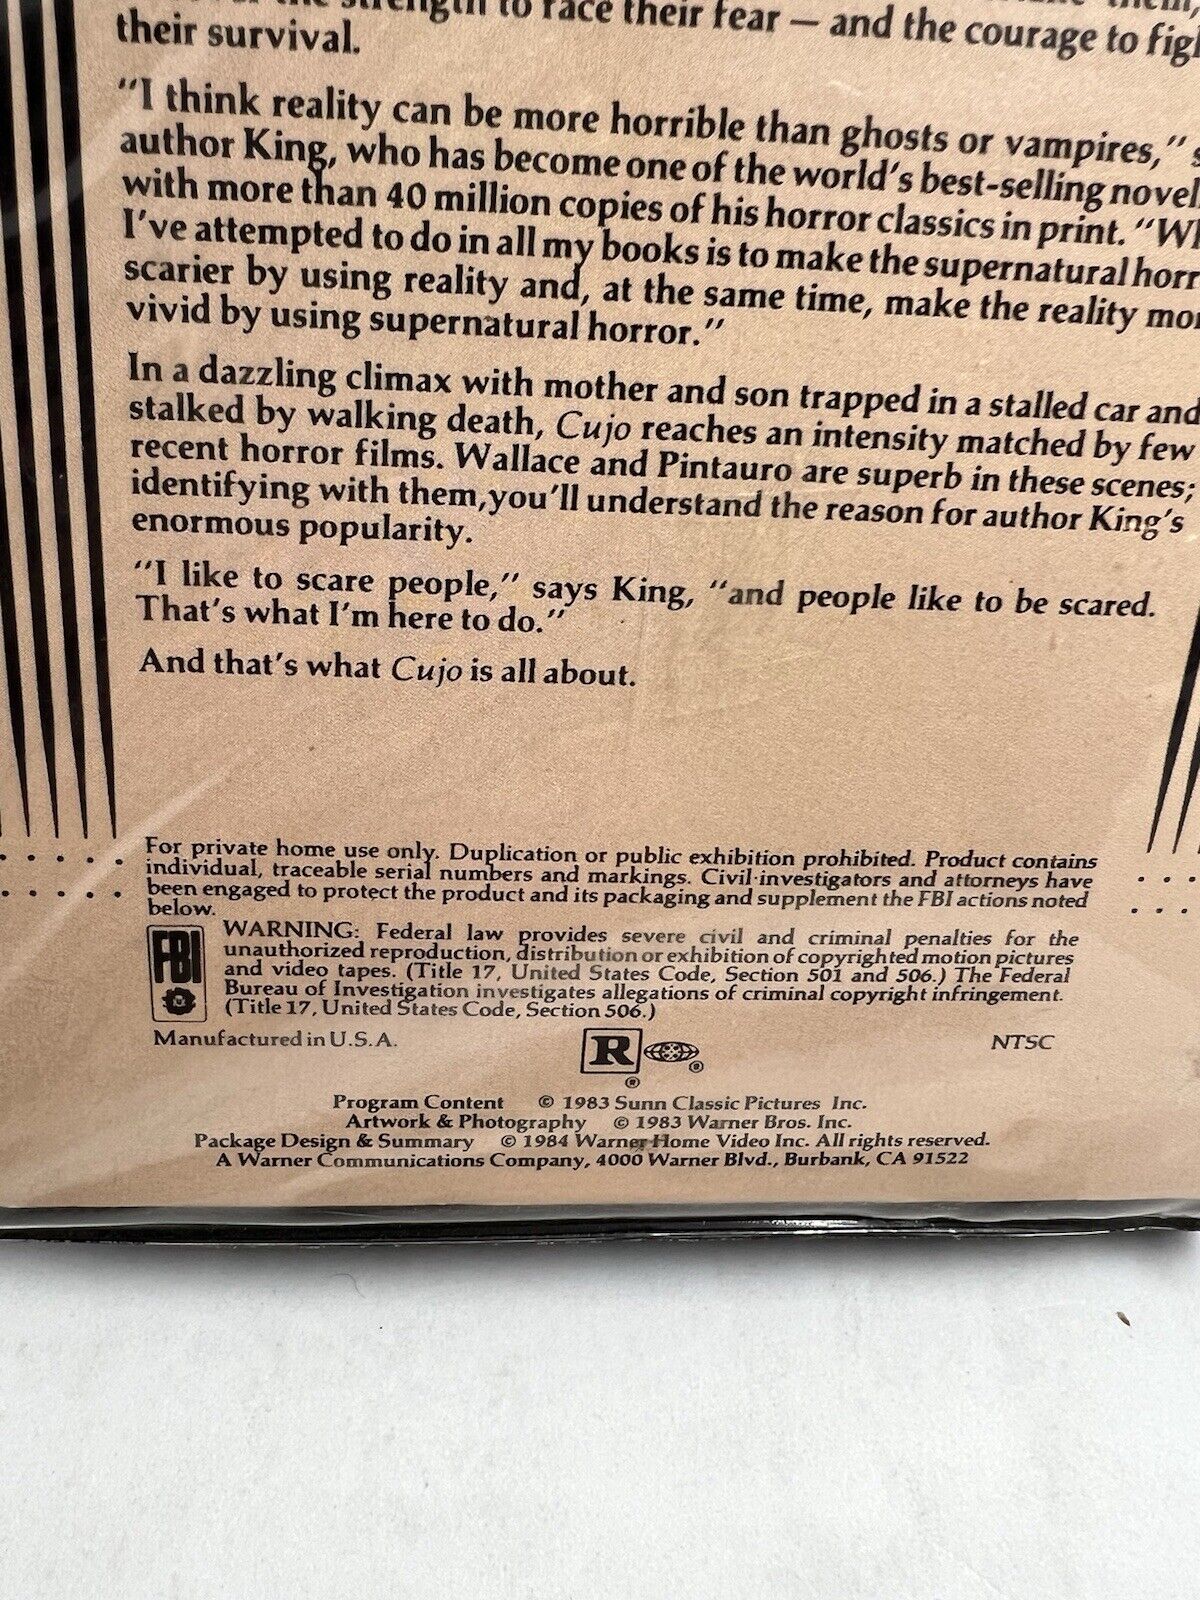 the strength to face their fear — and the courage to
their survival.
"I think reality can be more horrible than ghosts or vampires,"
author King, who has become one of the world's best-selling
with more than 40 million copies of his horror classics in print.
I've attempted to do in all my books is to make the supernatural
scarier by using reality and, at the same time, make the reality
vivid by using supernatural horror."
In a dazzling climax with mother and son trapped in a stalled car and
stalked by walking death, Cujo reaches an intensity matched by few
recent horror films. Wallace and Pintauro are superb in these scenes;
identifying with them,you'll understand the reason for author King's
enormous popularity.
"I like to scare people," says King, "and people like to be scared.
That's what I'm here to do."
And that's what Cujo is all about.
For private home use only. Duplication or public exhibition prohibited. Product contains
individual, traceable serial numbers and markings. Civil investigators and attorneys have
been engaged to protect the product and its packaging and supplement the FBI actions noted
below.
FBI
WARNING: Federal law provides severe civil and criminal penalties for the
unauthorized reproduction, distribution or exhibition of copyrighted motion pictures
and video tapes. (Title 17, United States Code, Section 501 and 506.) The Federal
Bureau of Investigation investigates allegations of criminal copyright infringement.
(Title 17, United States Code, Section 506.)
Manufactured in U.S.A. R ® ® NTSC
Program Content © 1983 Sunn Classic Pictures Inc.
Artwork & Photography © 1983 Warner Bros. Inc.
Package Design & Summary © 1984 Warner Home Video Inc. All rights reserved.
A Warner Communications Company, 4000 Warner Blvd., Burbank, CA 91522